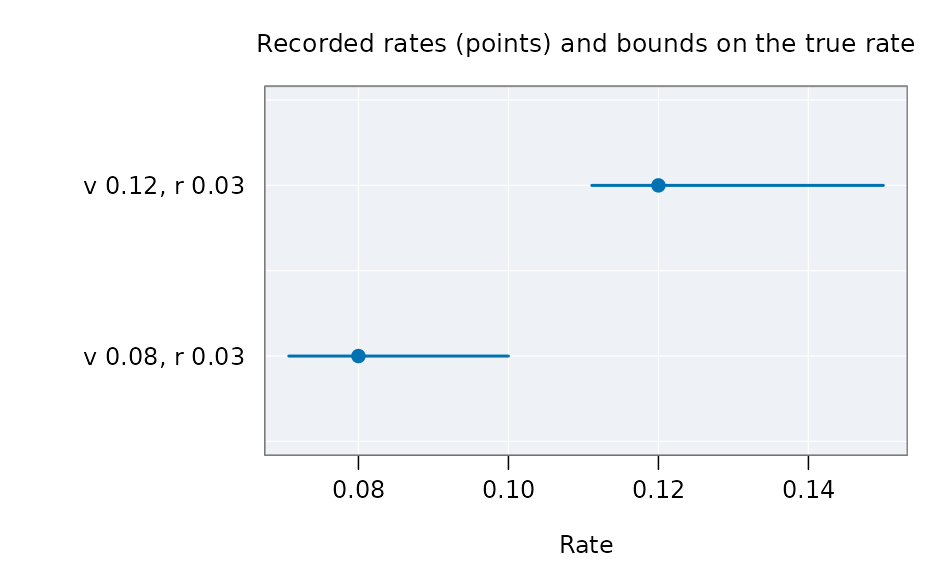 Recorded rates (points) and bounds on the true rate
v 0.12, r 0.03
v 0.08, r 0.03
0.08 0.10 0.12 0.14
Rate